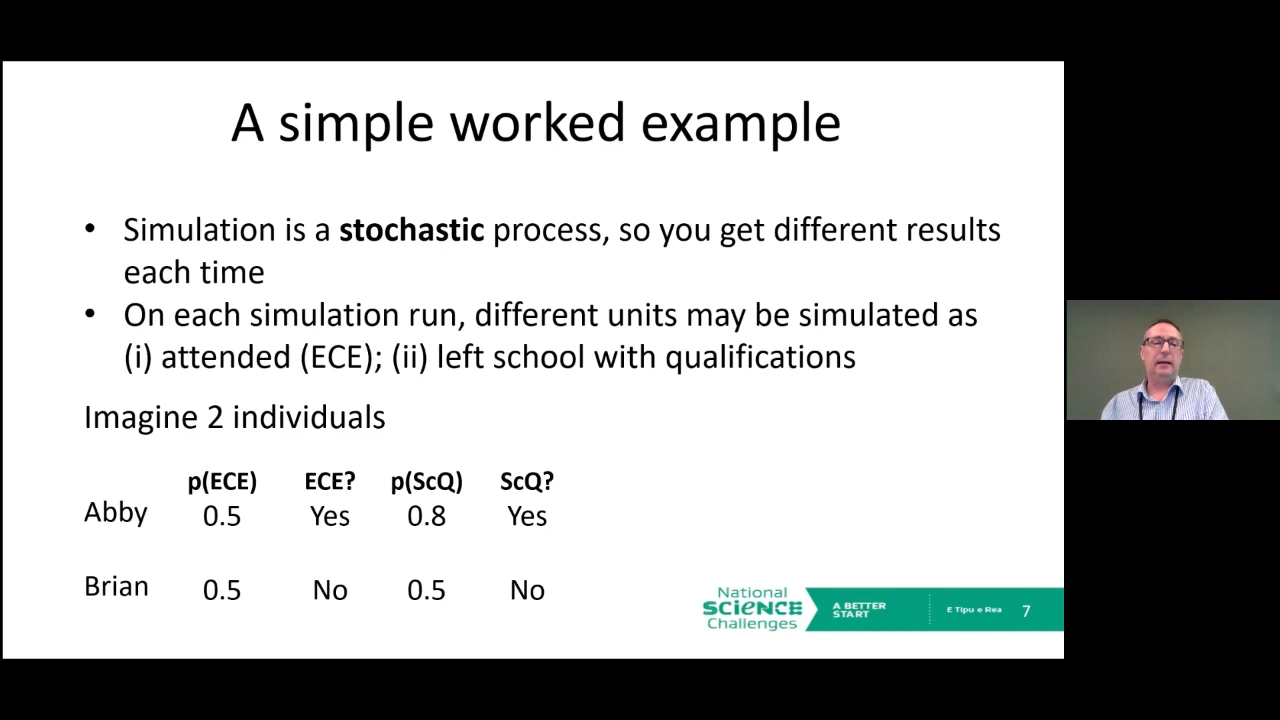 A simple worked example
• Simulation is a stochastic process, so you get different results
each time
• On each simulation run, different units may be simulated as
(i) attended (ECE); (ii) left school with qualifications
Imagine 2 individuals
p(ECE) ECE? p(ScQ) ScQ?
Abby 0.5 Yes 0.8 Yes
Brian 0.5 No 0.5 No
National
SCiENCE
Challenges
A BETTER
START
E Tipu e Rea
7